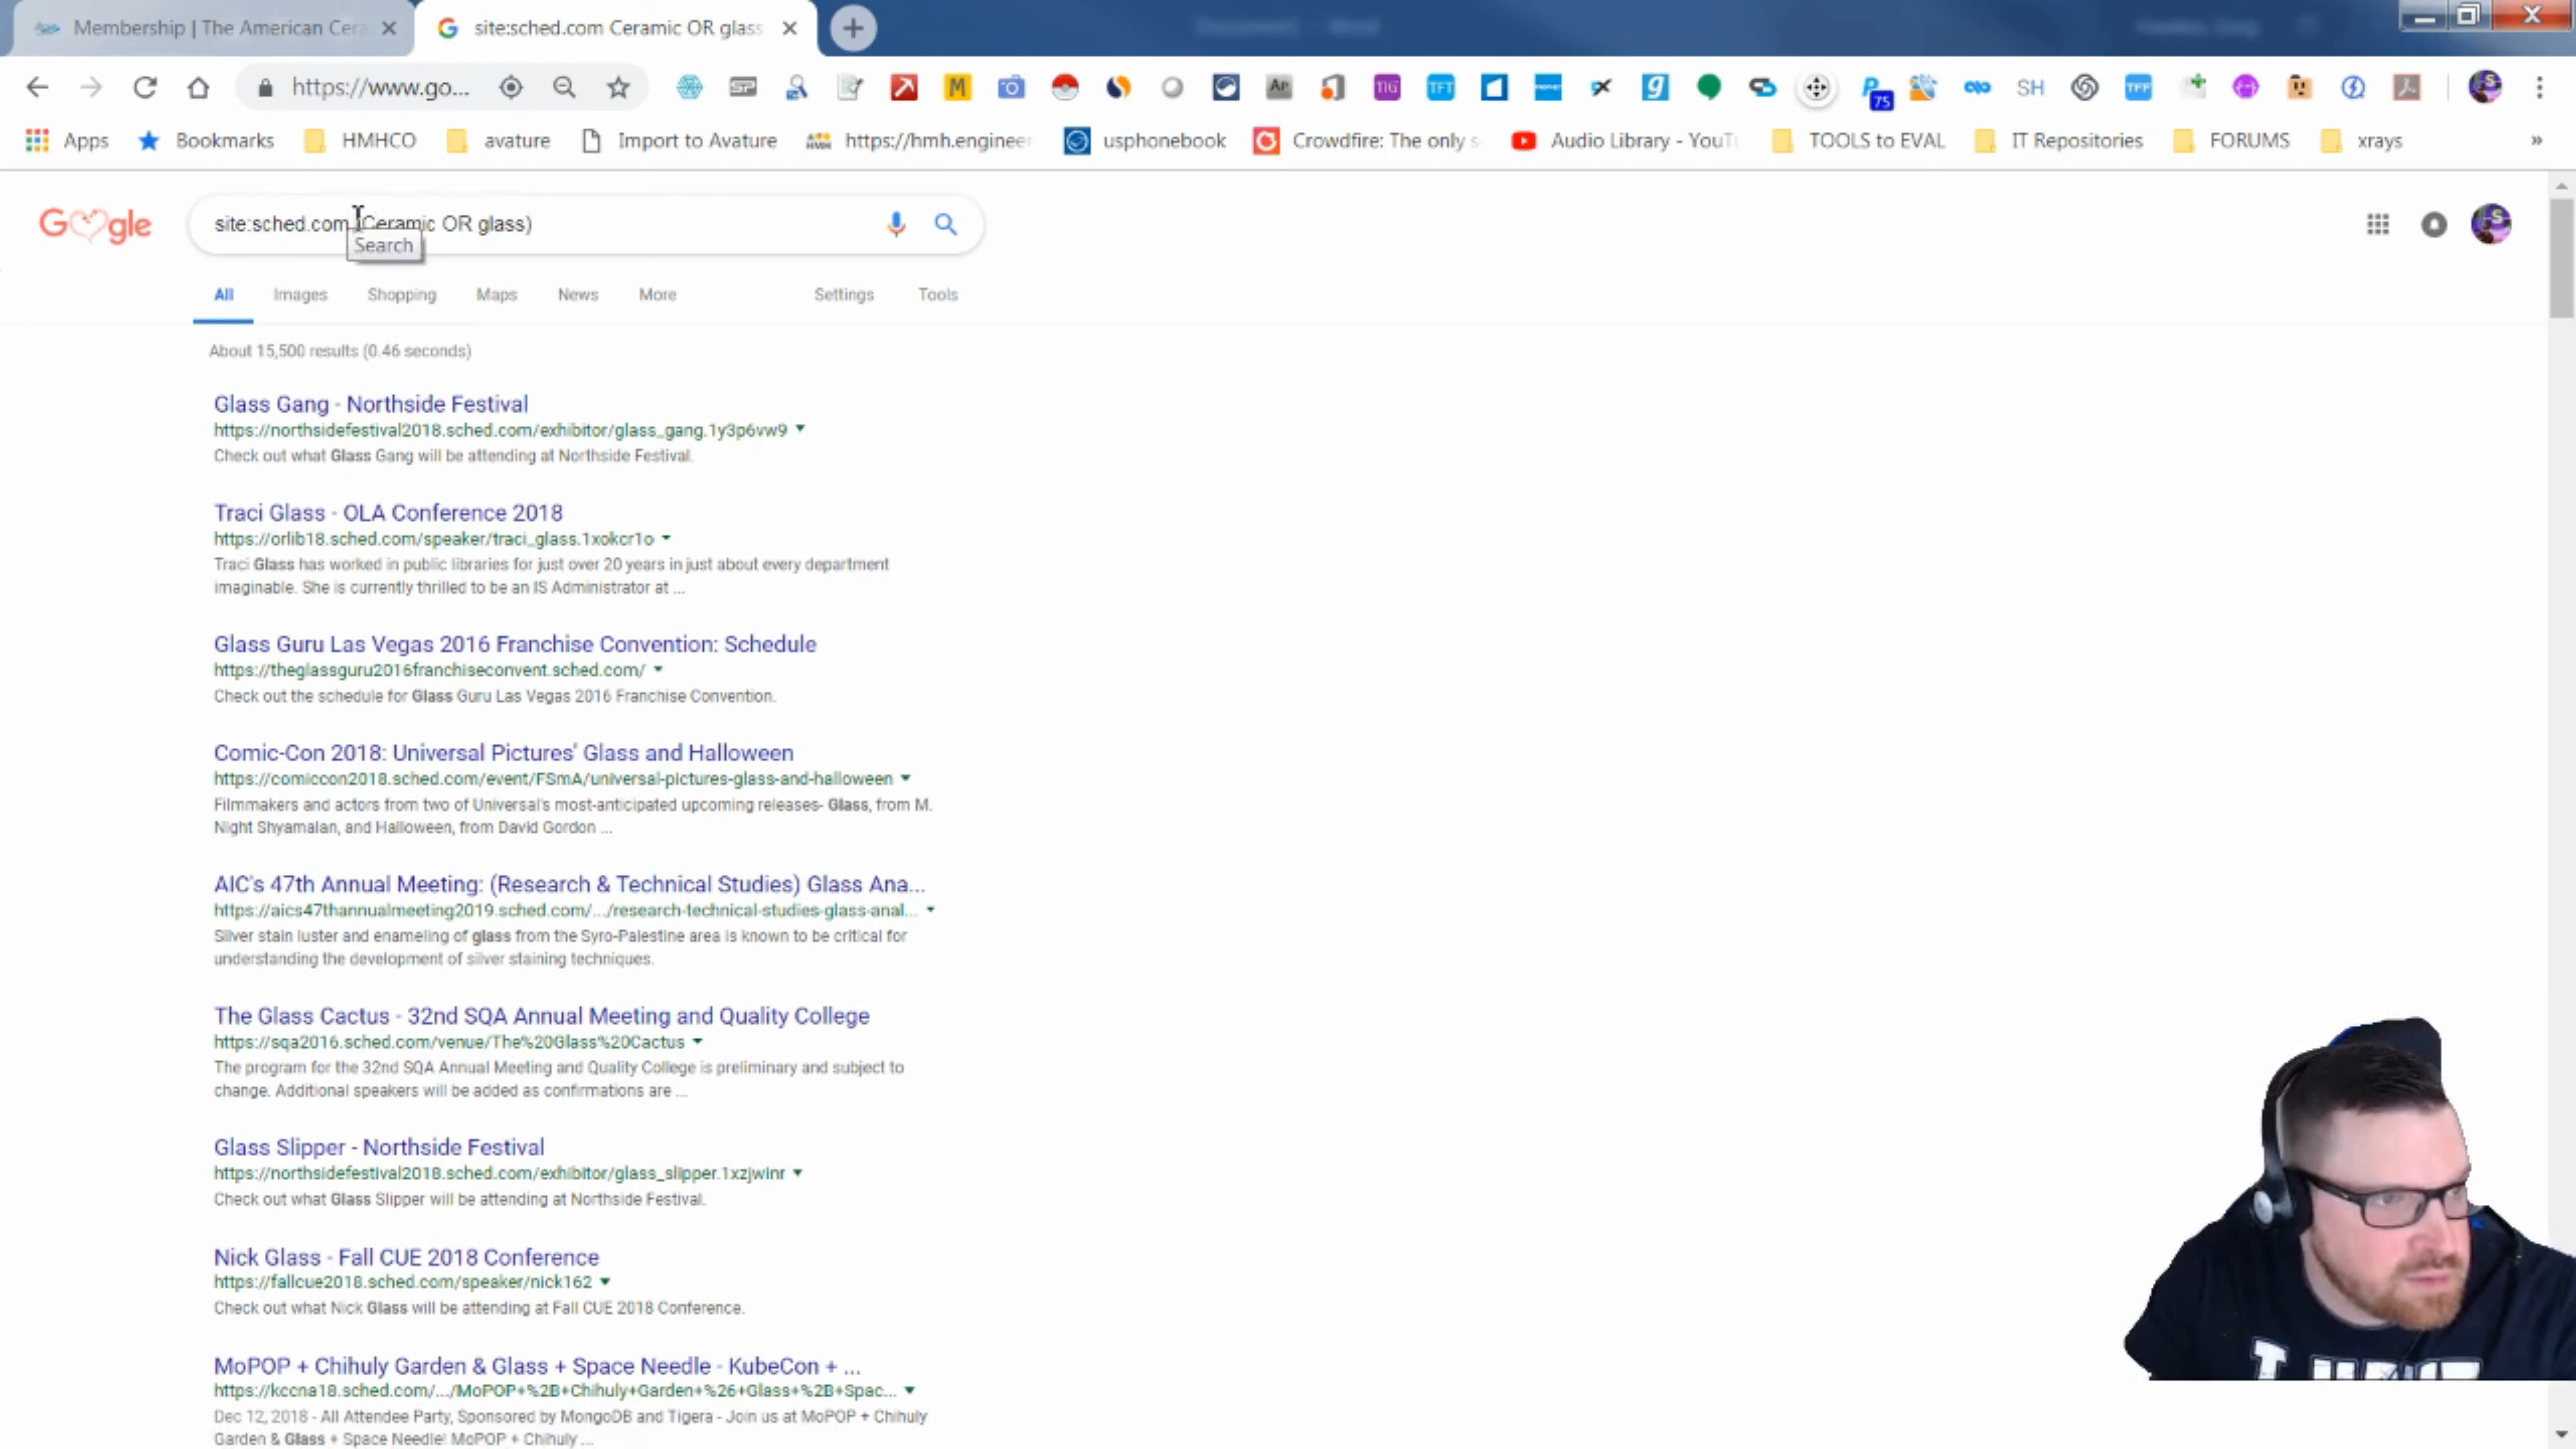 Membership | The American Cera
site:sched.com Ceramic OR glass
Document1 - Word
https://www.go...
SP
M
AP
TIG
TFT
g
75
SH
TFP
Apps
Bookmarks
HMHCO
avature
Import to Avature
https://hmh.engineer
usphonebook
Crowdfire: The only s
Audio Library - YouTu
TOOLS to EVAL
IT Repositories
FORUMS
xrays
»
Google
site:sched.com (Ceramic OR glass)
Search
All
Images
Shopping
Maps
News
More
Settings
Tools
About 15,500 results (0.46 seconds)
Glass Gang - Northside Festival
https://northsidefestival2018.sched.com/exhibitor/glass_gang.1y3p6vw9
Check out what Glass Gang will be attending at Northside Festival.
Traci Glass - OLA Conference 2018
https://orlib18.sched.com/speaker/traci_glass.1xokcr1o
Traci Glass has worked in public libraries for just over 20 years in just about every department
imaginable. She is currently thrilled to be an IS Administrator at ...
Glass Guru Las Vegas 2016 Franchise Convention: Schedule
https://theglassguru2016franchiseconvent.sched.com/
Check out the schedule for Glass Guru Las Vegas 2016 Franchise Convention.
Comic-Con 2018: Universal Pictures' Glass and Halloween
https://comiccon2018.sched.com/event/FSmA/universal-pictures-glass-and-halloween
Filmmakers and actors from two of Universal's most-anticipated upcoming releases- Glass, from M.
Night Shyamalan, and Halloween, from David Gordon ...
AIC's 47th Annual Meeting: (Research & Technical Studies) Glass Ana...
https://aics47thannualmeeting2019.sched.com/.../research-technical-studies-glass-anal...
Silver stain luster and enameling of glass from the Syro-Palestine area is known to be critical for
understanding the development of silver staining techniques.
The Glass Cactus - 32nd SQA Annual Meeting and Quality College
https://sqa2016.sched.com/venue/The%20Glass%20Cactus
The program for the 32nd SQA Annual Meeting and Quality College is preliminary and subject to
change. Additional speakers will be added as confirmations are ...
Glass Slipper - Northside Festival
https://northsidefestival2018.sched.com/exhibitor/glass_slipper.1xzjwinr
Check out what Glass Slipper will be attending at Northside Festival.
Nick Glass - Fall CUE 2018 Conference
https://fallcue2018.sched.com/speaker/nick162
Check out what Nick Glass will be attending at Fall CUE 2018 Conference.
MoPOP + Chihuly Garden & Glass + Space Needle - KubeCon + ...
https://kccna18.sched.com/.../MoPOP+%2B+Chihuly+Garden+%26+Glass+%2B+Spac...
Dec 12, 2018 - All Attendee Party, Sponsored by MongoDB and Tigera - Join us at MoPOP + Chihuly
Garden & Glass + Space Needle! MoPOP + Chihuly ...